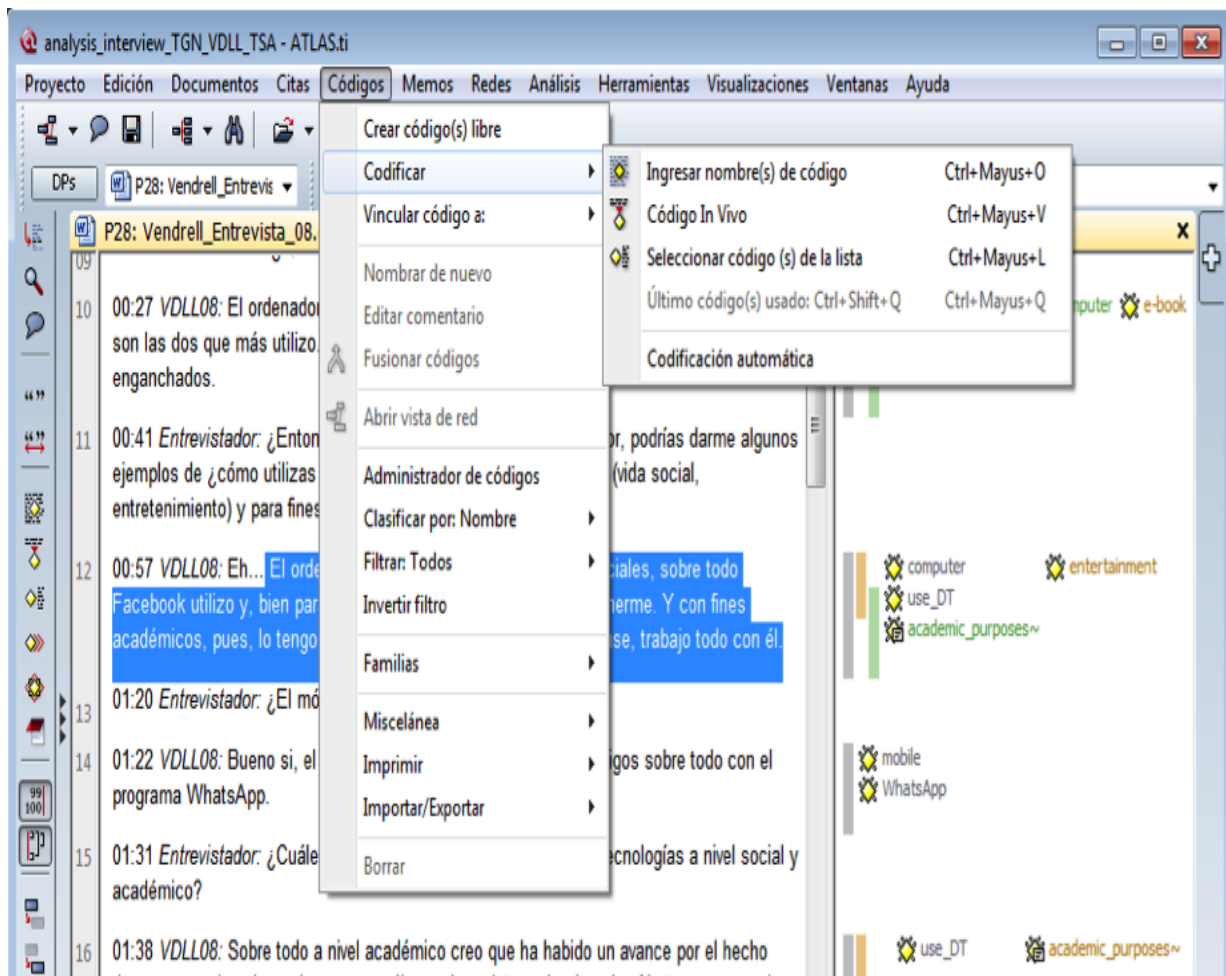 analysis_interview_TGN_VDLL_TSA - ATLAS.ti
Proyecto Edición Documentos Citas Códigos Memos Redes Análisis Herramientas Visualizaciones Ventanas Ayuda
DPs P28: Vendrell_Entrevis
P28: Vendrell_Entrevista_08.
Crear código(s) libre
Codificar
Vincular código a:
Nombrar de nuevo
Editar comentario
Fusionar códigos
Abrir vista de red
Administrador de códigos
Clasificar por: Nombre
Filtrar: Todos
Invertir filtro
Familias
Miscelánea
Imprimir
Importar/Exportar
Borrar
Ingresar nombre(s) de código Ctrl+Mayus+O
Código In Vivo Ctrl+Mayus+V
Seleccionar código (s) de la lista Ctrl+Mayus+L
Último código(s) usado: Ctrl+Shift+Q Ctrl+Mayus+Q
Codificación automática
09
10 00:27 VDLL08: El ordenador
son las dos que más utilizo.
enganchados.
e-book
11 00:41 Entrevistador: ¿Enton or, podrías darme algunos
ejemplos de ¿cómo utilizas (vida social,
entretenimiento) y para fines
12 00:57 VDLL08: Eh... El orde ciales, sobre todo
Facebook utilizo y, bien par nerme. Y con fines
académicos, pues, lo tengo se, trabajo todo con él.
computer entertainment
use_DT
academic_purposes~
13 01:20 Entrevistador: ¿El mó
14 01:22 VDLL08: Bueno si, el igos sobre todo con el
programa WhatsApp.
mobile
WhatsApp
15 01:31 Entrevistador: ¿Cuále ecnologías a nivel social y
académico?
16 01:38 VDLL08: Sobre todo a nivel académico creo que ha habido un avance por el hecho
use_DT academic_purposes~
99
100